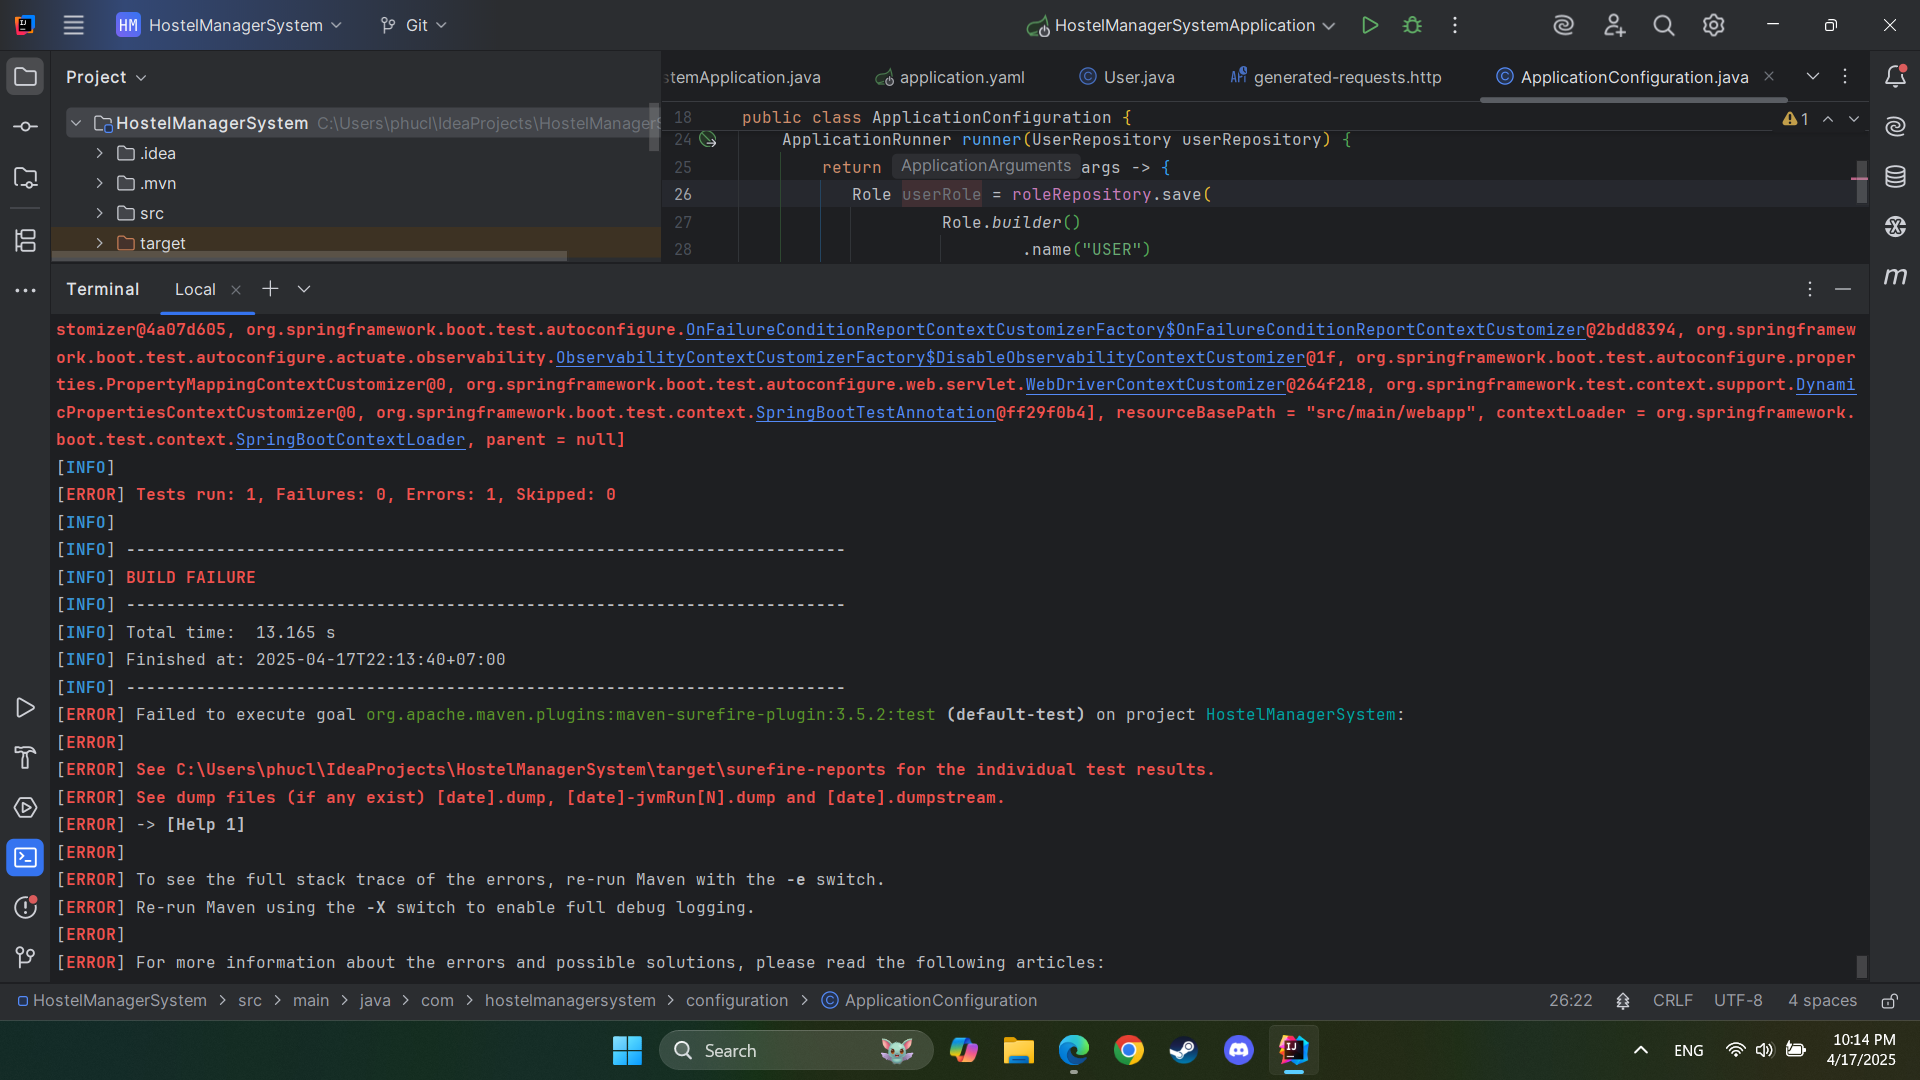 HM HostelManagerSystem
Git
HostelManagerSystemApplication
Project
stemApplication.java
application.yaml
User.java
API generated-requests.http
ApplicationConfiguration.java
HostelManagerSystem C:\Users\phucl\IdeaProjects\HostelManagerS
.idea
.mvn
src
target
18 public class ApplicationConfiguration {
1
24 ApplicationRunner runner(UserRepository userRepository) {
25 return ApplicationArguments args -> {
26 Role userRole = roleRepository.save(
27 Role.builder()
28 .name("USER")
Terminal
Local
stomizer@4a07d605, org.springframework.boot.test.autoconfigure.OnFailureConditionReportContextCustomizerFactory$OnFailureConditionReportContextCustomizer@2bdd8394, org.springframew
ork.boot.test.autoconfigure.actuate.observability.ObservabilityContextCustomizerFactory$DisableObservabilityContextCustomizer@1f, org.springframework.boot.test.autoconfigure.proper
ties.PropertyMappingContextCustomizer@0, org.springframework.boot.test.autoconfigure.web.servlet.WebDriverContextCustomizer@264f218, org.springframework.test.context.support.Dynami
cPropertiesContextCustomizer@0, org.springframework.boot.test.context.SpringBootTestAnnotation@ff29f0b4], resourceBasePath = "src/main/webapp", contextLoader = org.springframework.
boot.test.context.SpringBootContextLoader, parent = null]
[INFO]
[ERROR] Tests run: 1, Failures: 0, Errors: 1, Skipped: 0
[INFO]
[INFO] ------------------------------------------------------------------------
[INFO] BUILD FAILURE
[INFO] ------------------------------------------------------------------------
[INFO] Total time:  13.165 s
[INFO] Finished at: 2025-04-17T22:13:40+07:00
[INFO] ------------------------------------------------------------------------
[ERROR] Failed to execute goal org.apache.maven.plugins:maven-surefire-plugin:3.5.2:test (default-test) on project HostelManagerSystem:
[ERROR]
[ERROR] See C:\Users\phucl\IdeaProjects\HostelManagerSystem\target\surefire-reports for the individual test results.
[ERROR] See dump files (if any exist) [date].dump, [date]-jvmRun[N].dump and [date].dumpstream.
[ERROR] -> [Help 1]
[ERROR]
[ERROR] To see the full stack trace of the errors, re-run Maven with the -e switch.
[ERROR] Re-run Maven using the -X switch to enable full debug logging.
[ERROR]
[ERROR] For more information about the errors and possible solutions, please read the following articles:
HostelManagerSystem > src > main > java > com > hostelmanagersystem > configuration > ApplicationConfiguration
26:22 CRLF UTF-8 4 spaces
Search
ENG
10:14 PM
4/17/2025